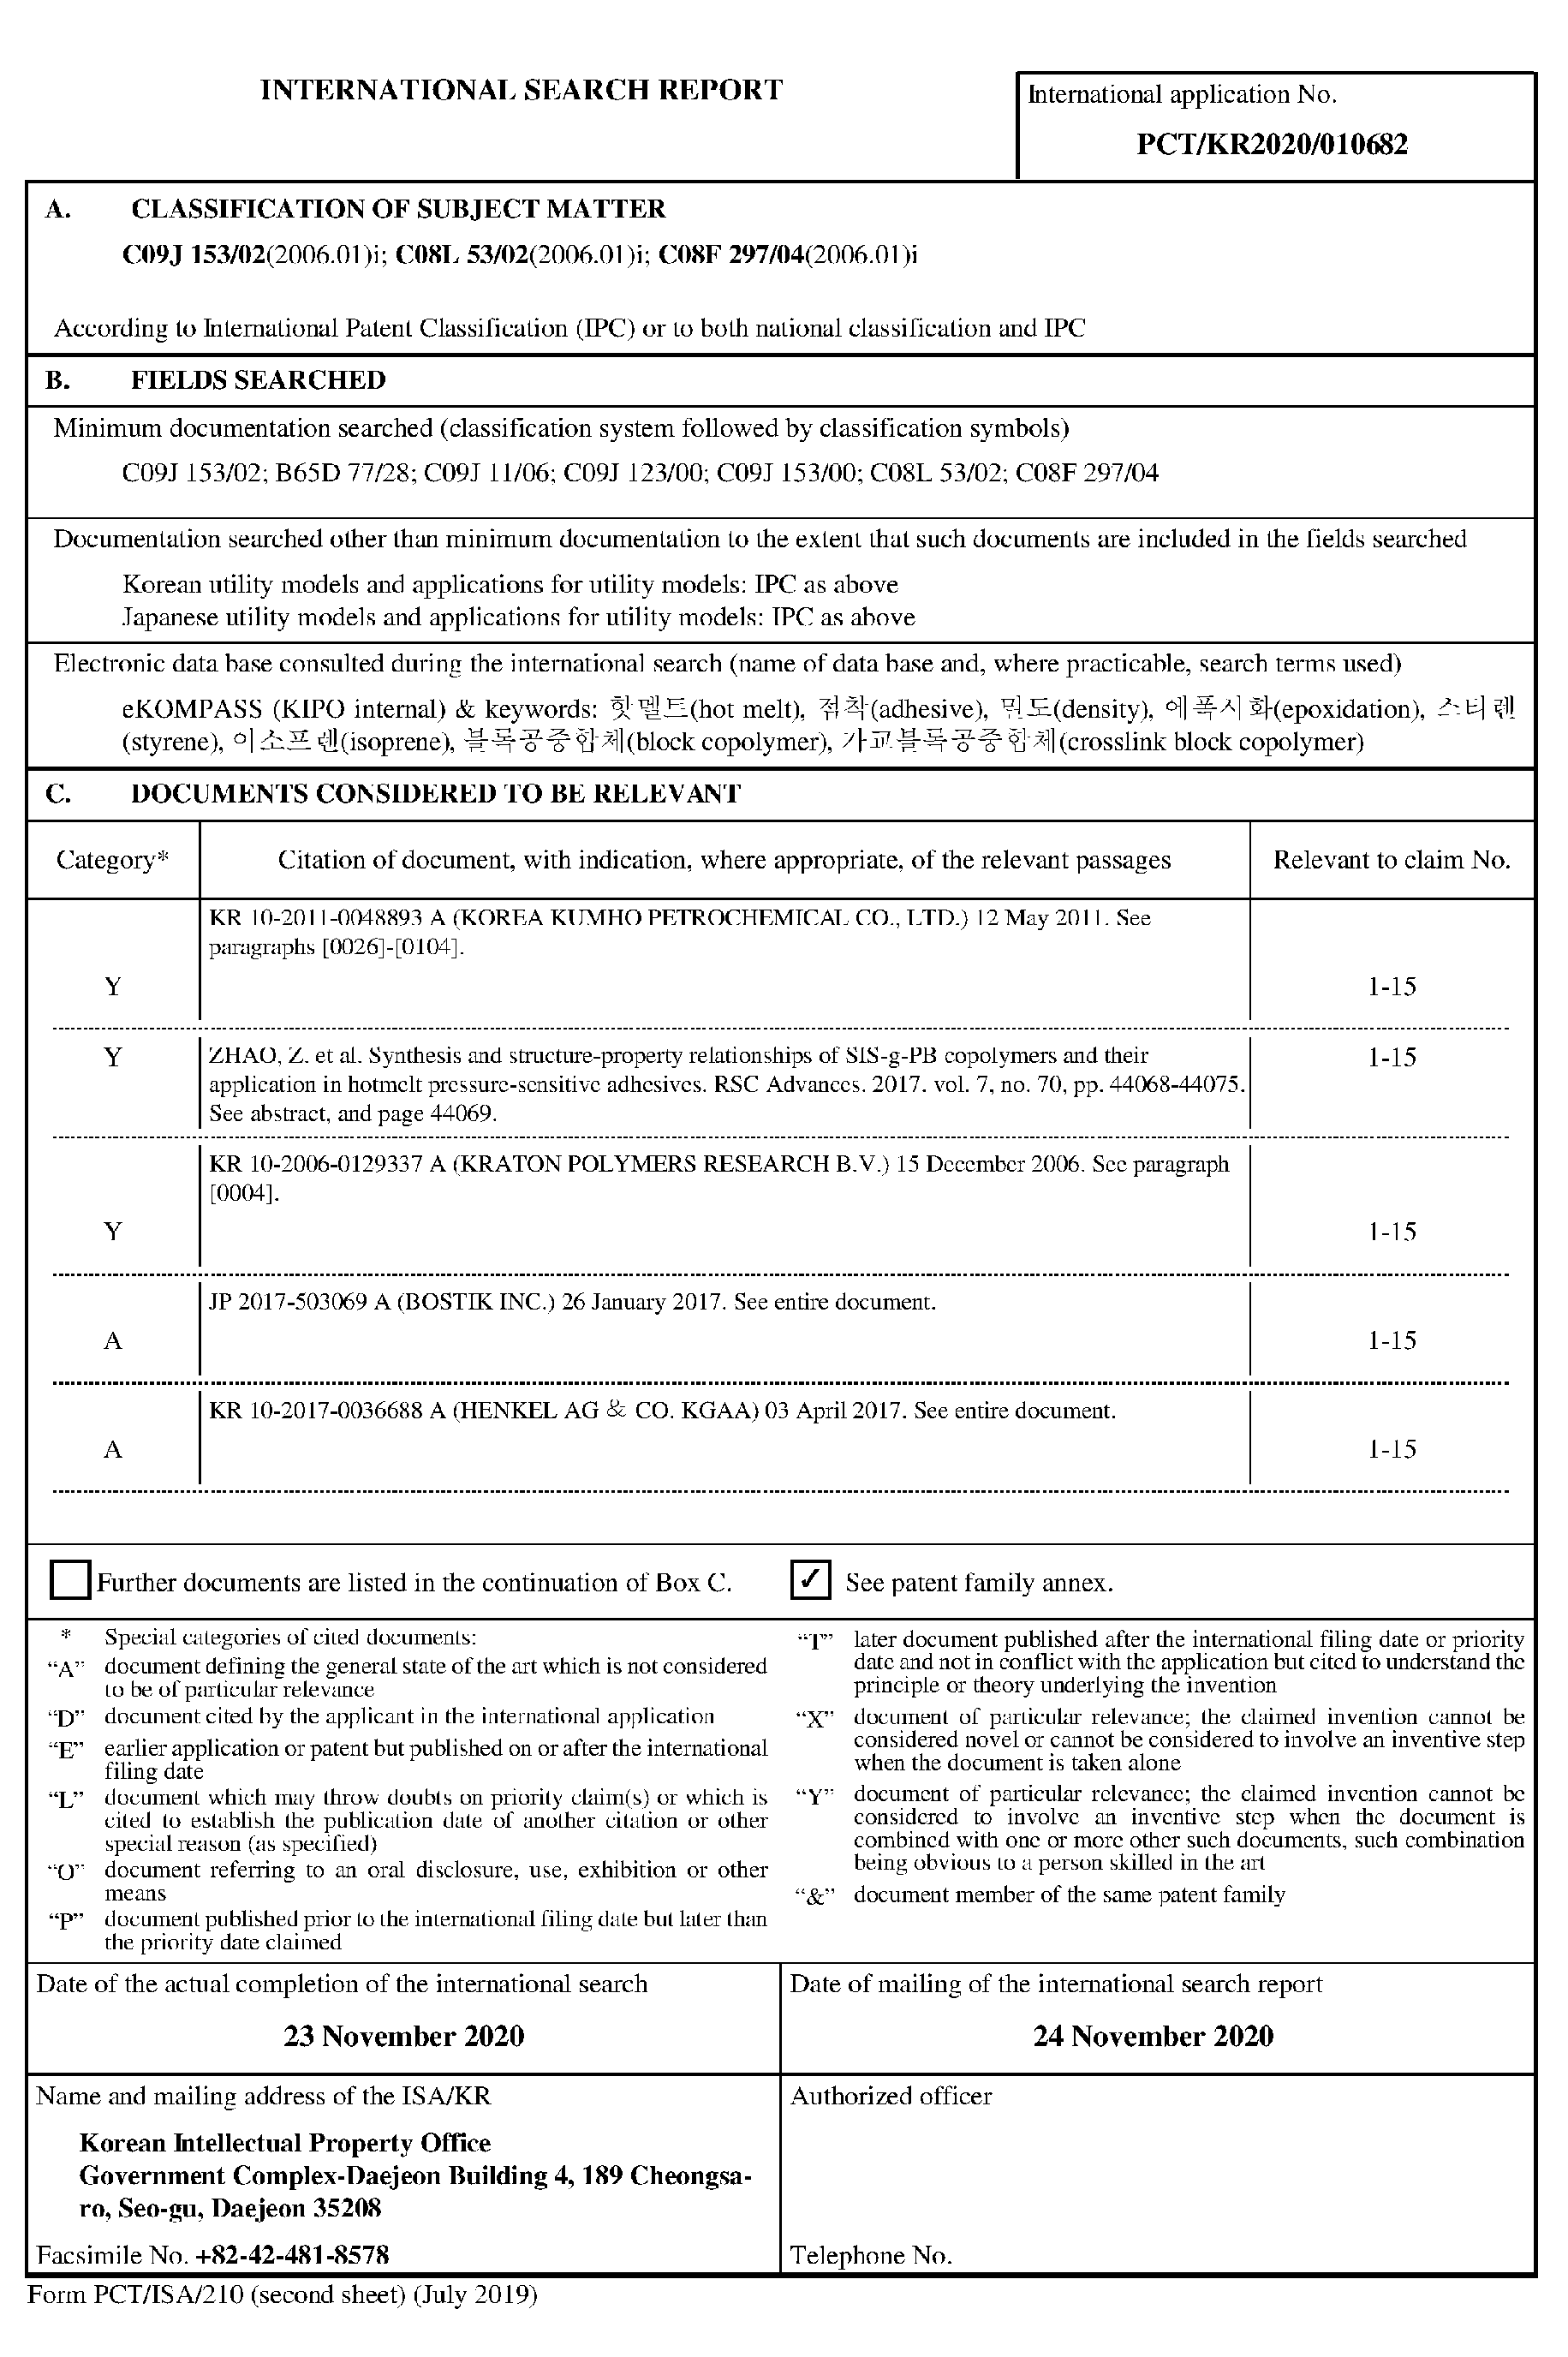 INTERNATIONAL SEARCH REPORT
International application No.
PCT/KR2020/010682
A. CLASSIFICATION OF SUBJECT MATTER
C09J 153/02(2006.01)i; C08L 53/02(2006.01)i; C08F 297/04(2006.01)i
According to International Patent Classification (IPC) or to both national classification and IPC
B. FIELDS SEARCHED
Minimum documentation searched (classification system followed by classification symbols)
C09J 153/02; B65D 77/28; C09J 11/06; C09J 123/00; C09J 153/00; C08L 53/02; C08F 297/04
Documentation searched other than minimum documentation to the extent that such documents are included in the fields searched
Korean utility models and applications for utility models: IPC as above
Japanese utility models and applications for utility models: IPC as above
Electronic data base consulted during the international search (name of data base and, where practicable, search terms used)
eKOMPASS (KIPO internal) & keywords: 핫멜트(hot melt), 점착(adhesive), 밀도(density), 에폭시화(epoxidation), 스티렌
(styrene), 이소프렌(isoprene), 블록공중합체(block copolymer), 가교블록공중합체(crosslink block copolymer)
C. DOCUMENTS CONSIDERED TO BE RELEVANT
Category* Citation of document, with indication, where appropriate, of the relevant passages Relevant to claim No.
KR 10-2011-0048893 A (KOREA KUMHO PETROCHEMICAL CO., LTD.) 12 May 2011. See
paragraphs [0026]-[0104].
Y 1-15
Y ZHAO, Z. et al. Synthesis and structure-property relationships of SIS-g-PB copolymers and their 1-15
application in hotmelt pressure-sensitive adhesives. RSC Advances. 2017. vol. 7, no. 70, pp. 44068-44075.
See abstract, and page 44069.
KR 10-2006-0129337 A (KRATON POLYMERS RESEARCH B.V.) 15 December 2006. See paragraph
[0004].
Y 1-15
JP 2017-503069 A (BOSTIK INC.) 26 January 2017. See entire document.
A 1-15
KR 10-2017-0036688 A (HENKEL AG & CO. KGAA) 03 April 2017. See entire document.
A 1-15
Further documents are listed in the continuation of Box C. ✓ See patent family annex.
* Special categories of cited documents:
"A" document defining the general state of the art which is not considered
to be of particular relevance
"D" document cited by the applicant in the international application
"E" earlier application or patent but published on or after the international
filing date
"L" document which may throw doubts on priority claim(s) or which is
cited to establish the publication date of another citation or other
special reason (as specified)
"O" document referring to an oral disclosure, use, exhibition or other
means
"P" document published prior to the international filing date but later than
the priority date claimed
"T" later document published after the international filing date or priority
date and not in conflict with the application but cited to understand the
principle or theory underlying the invention
"X" document of particular relevance; the claimed invention cannot be
considered novel or cannot be considered to involve an inventive step
when the document is taken alone
"Y" document of particular relevance; the claimed invention cannot be
considered to involve an inventive step when the document is
combined with one or more other such documents, such combination
being obvious to a person skilled in the art
"&" document member of the same patent family
Date of the actual completion of the international search
23 November 2020
Date of mailing of the international search report
24 November 2020
Name and mailing address of the ISA/KR
Korean Intellectual Property Office
Government Complex-Daejeon Building 4, 189 Cheongsa-
ro, Seo-gu, Daejeon 35208
Facsimile No. +82-42-481-8578
Authorized officer
Telephone No.
Form PCT/ISA/210 (second sheet) (July 2019)